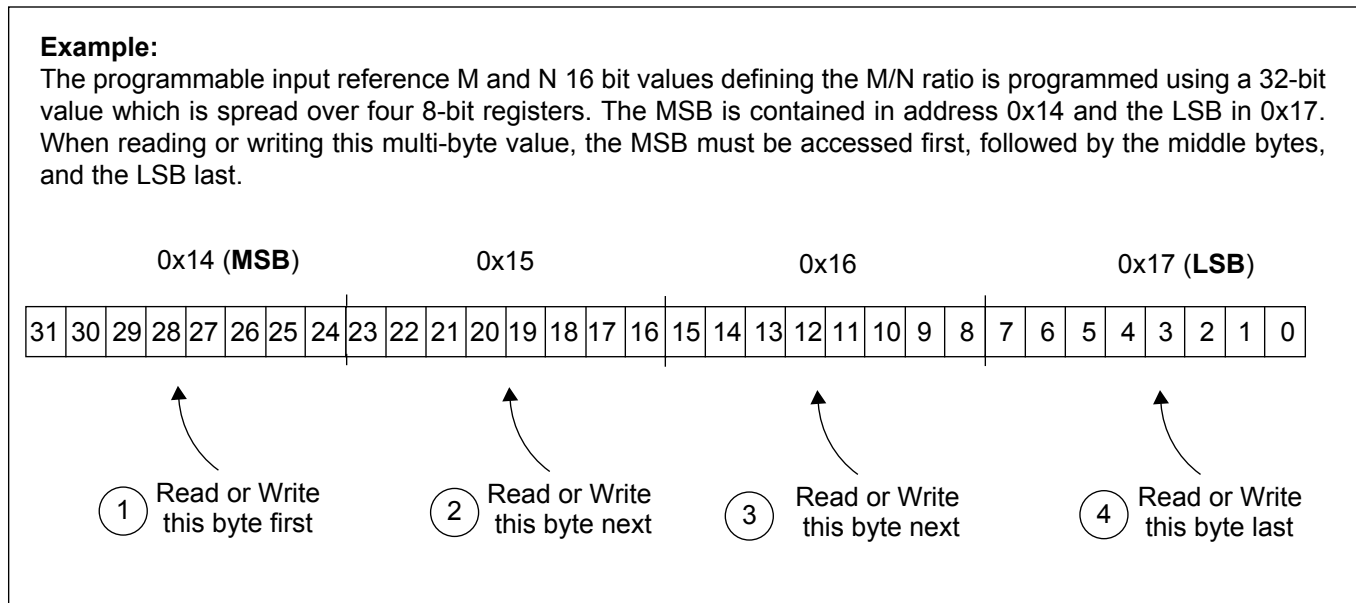 Example:
The programmable input reference M and N 16 bit values defining the M/N ratio is programmed using a 32-bit
value which is spread over four 8-bit registers. The MSB is contained in address 0x14 and the LSB in 0x17.
When reading or writing this multi-byte value, the MSB must be accessed first, followed by the middle bytes,
and the LSB last.
0x14 (MSB) 0x15 0x16 0x17 (LSB)
31 30 29 28 27 26 25 24 23 22 21 20 19 18 17 16 15 14 13 12 11 10 9 8 7 6 5 4 3 2 1 0
1 Read or Write this byte first
2 Read or Write this byte next
3 Read or Write this byte next
4 Read or Write this byte last